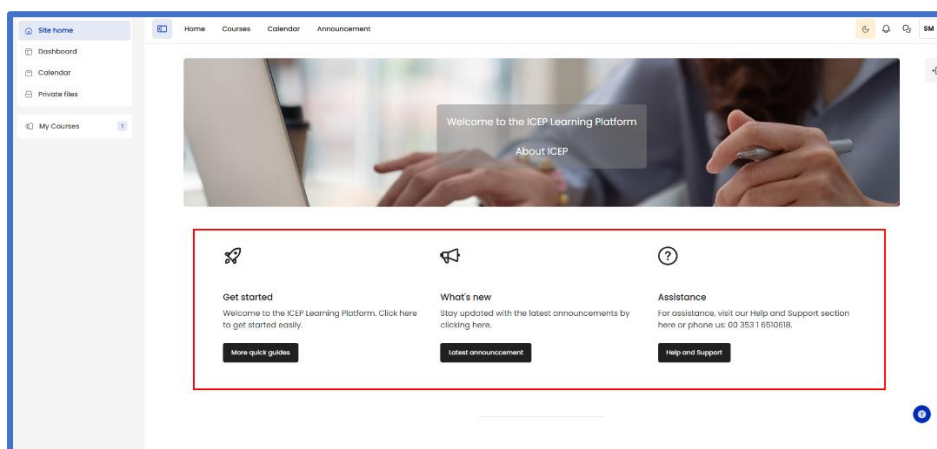 Site home
Dashboard
Calendar
Private files
My Courses 1
Home Courses Calendar Announcement
SM
Welcome to the ICEP Learning Platform
About ICEP
Get started
Welcome to the ICEP Learning Platform. Click here
to get started easily.
More quick guides
What's new
Stay updated with the latest announcements by
clicking here.
Latest announccement
Assistance
For assistance, visit our Help and Support section
here or phone us: 00 353 1 6510618.
Help and Support